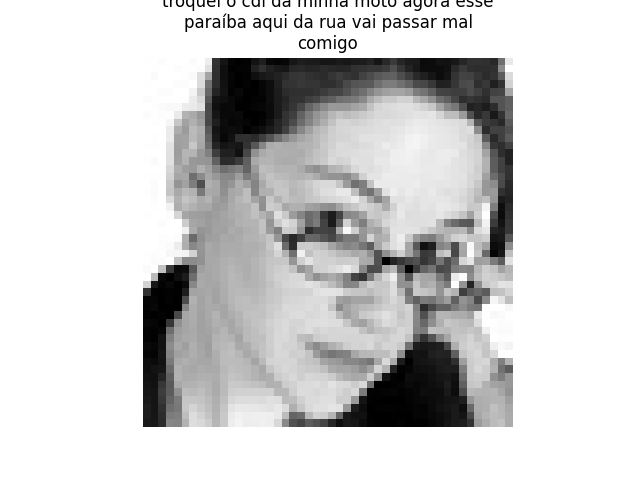 troquei o cdi da minha moto agora esse
paraíba aqui da rua vai passar mal
comigo